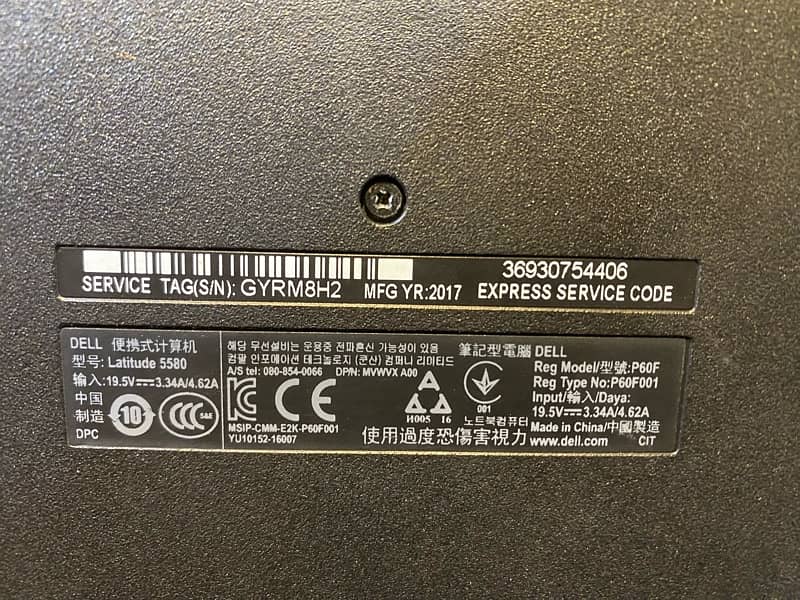 36930754406
SERVICE TAG(S/N): GYRM8H2 MFG YR:2017 EXPRESS SERVICE CODE
DELL 便携式计算机
型号: Latitude 5580
输入:19.5V⎓3.34A/4.62A
中国
制造
DPC
10
CCC S&E
해당 무선설비는 운용중 전파혼신 가능성이 있음
컴팔 인포메이션 테크놀로지 (쿤산) 컴퍼니 리미티드
A/S tel: 080-854-0066 DPN: MVWVX A00
CE
MSIP-CMM-E2K-P60F001
YU10152-16007
筆記型電腦 DELL
001
И005 16 노트북컴퓨터
使用過度恐傷害視力
Reg Model/型號:P60F
Reg Type No:P60F001
Input/輸入/Daya:
19.5V⎓3.34A/4.62A
Made in China/中國製造
www.dell.com CIT